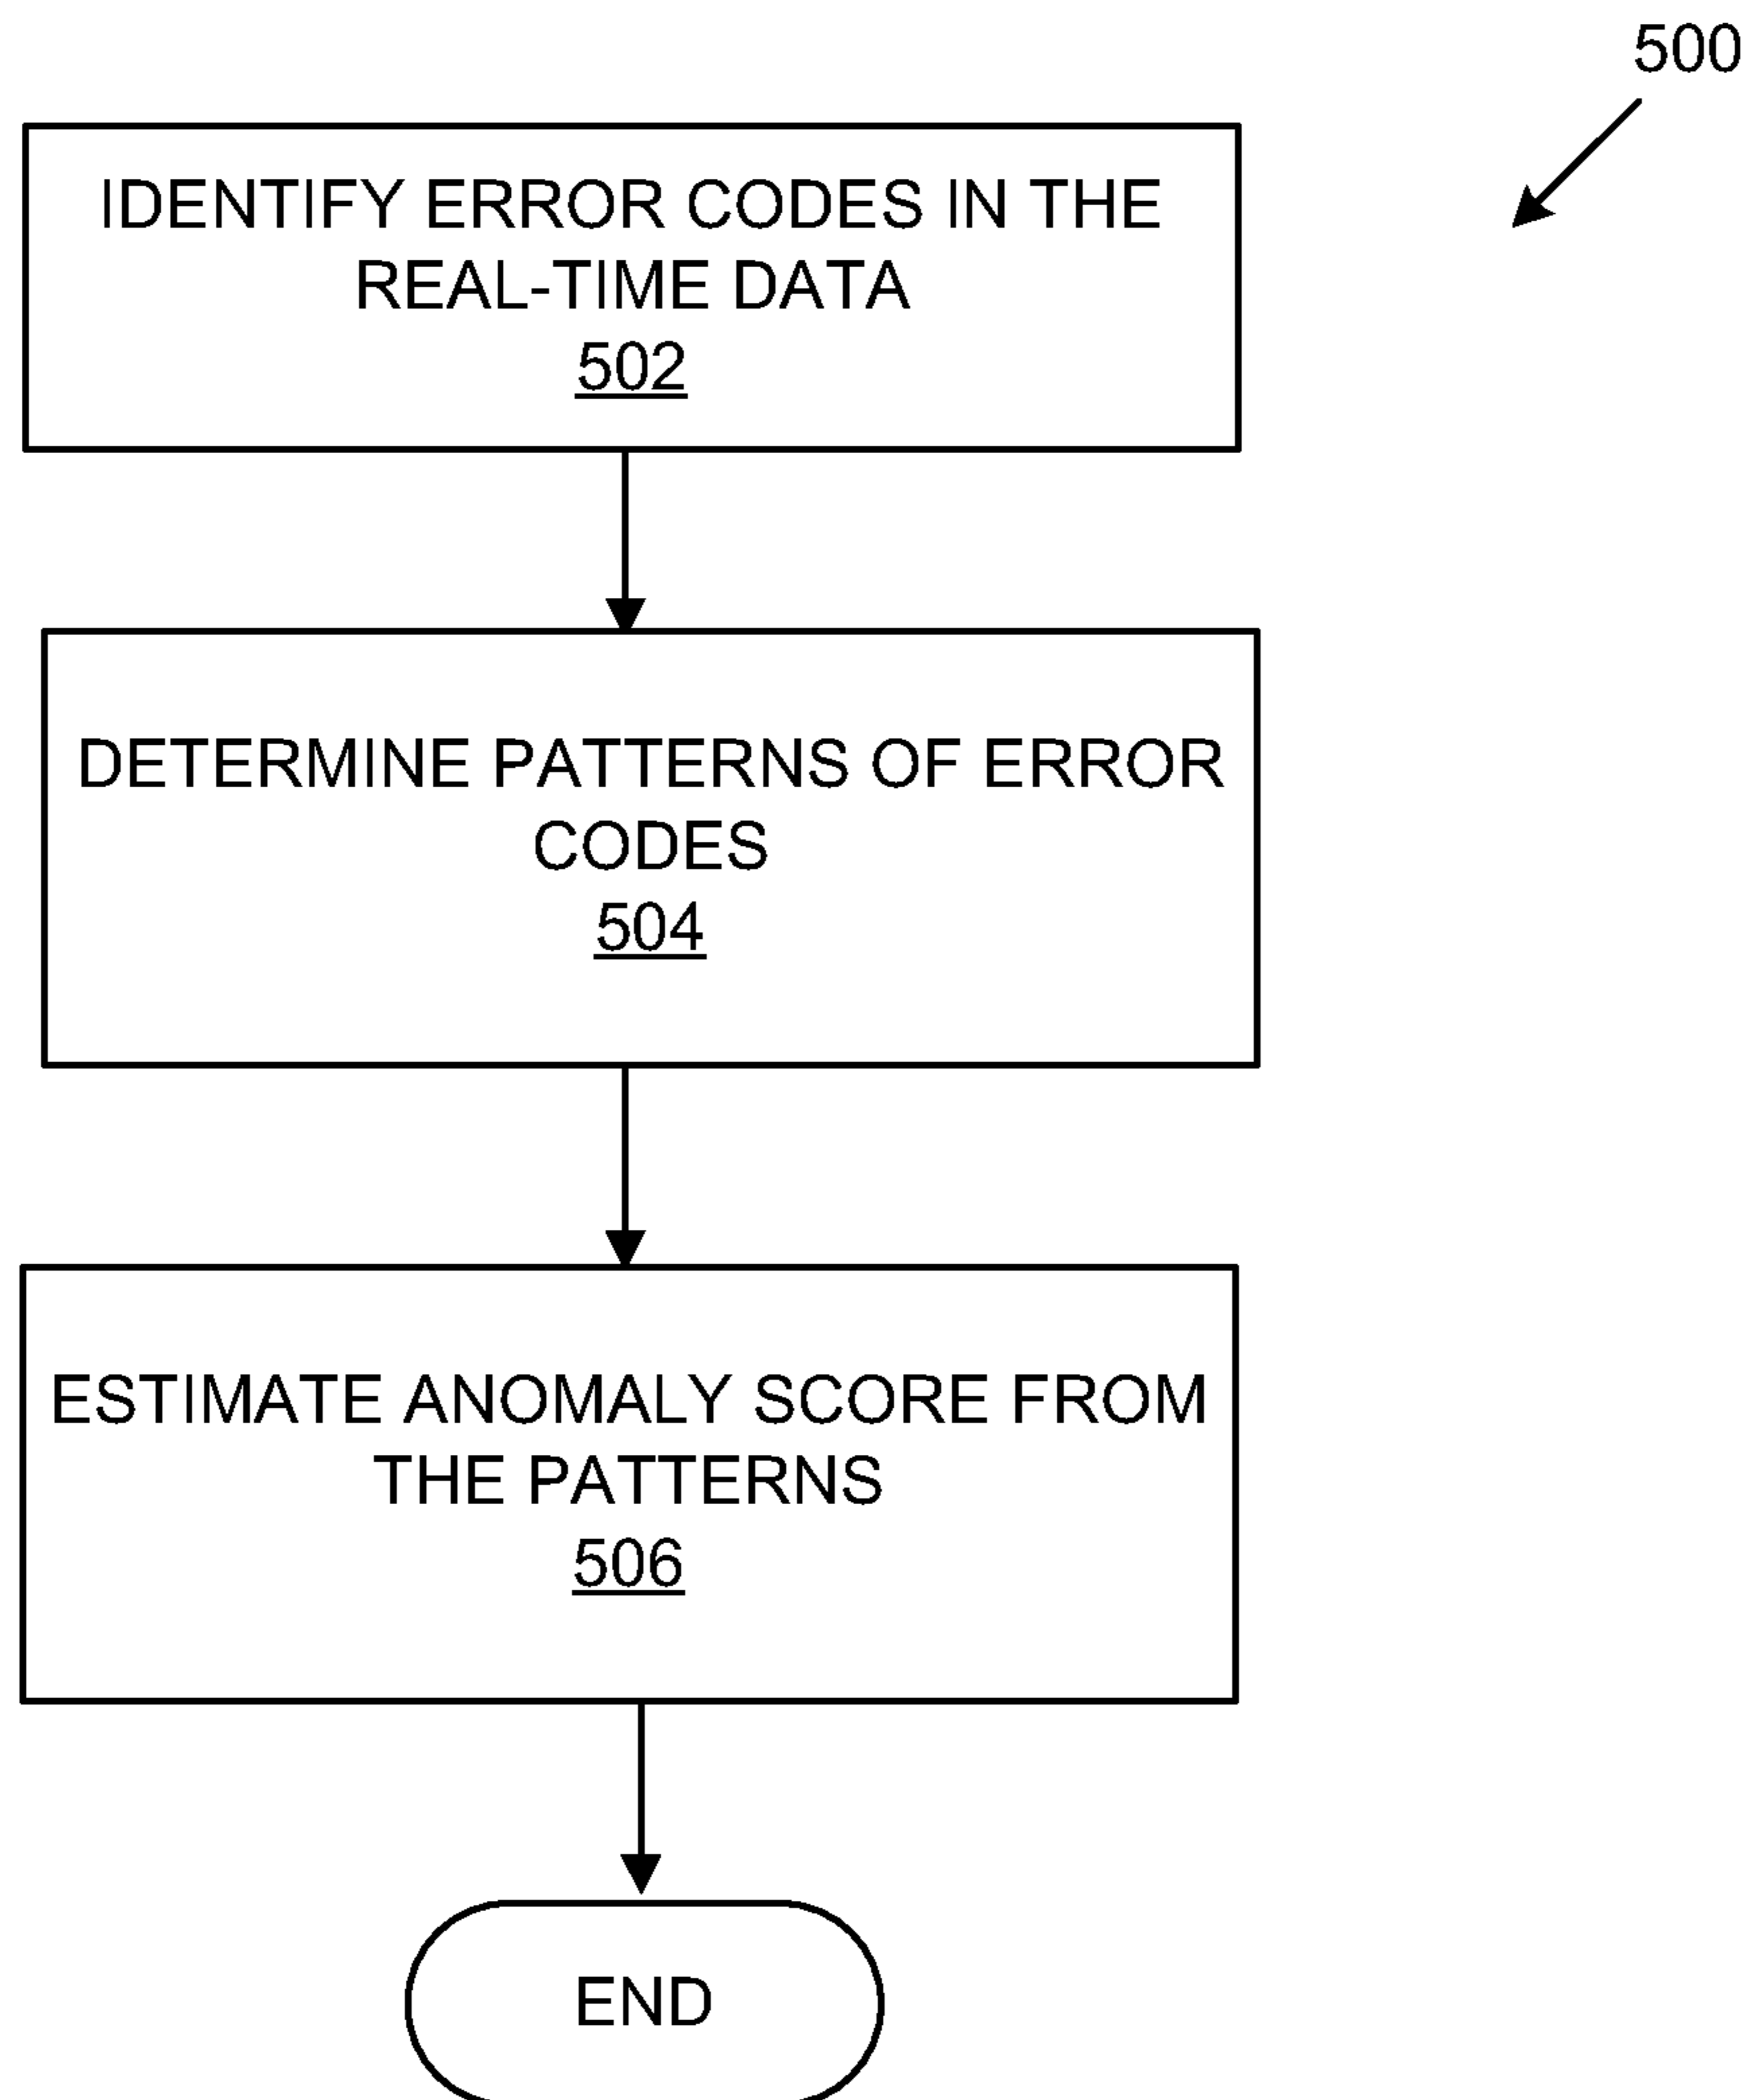 500
IDENTIFY ERROR CODES IN THE
REAL-TIME DATA
502
DETERMINE PATTERNS OF ERROR
CODES
504
ESTIMATE ANOMALY SCORE FROM
THE PATTERNS
506
END